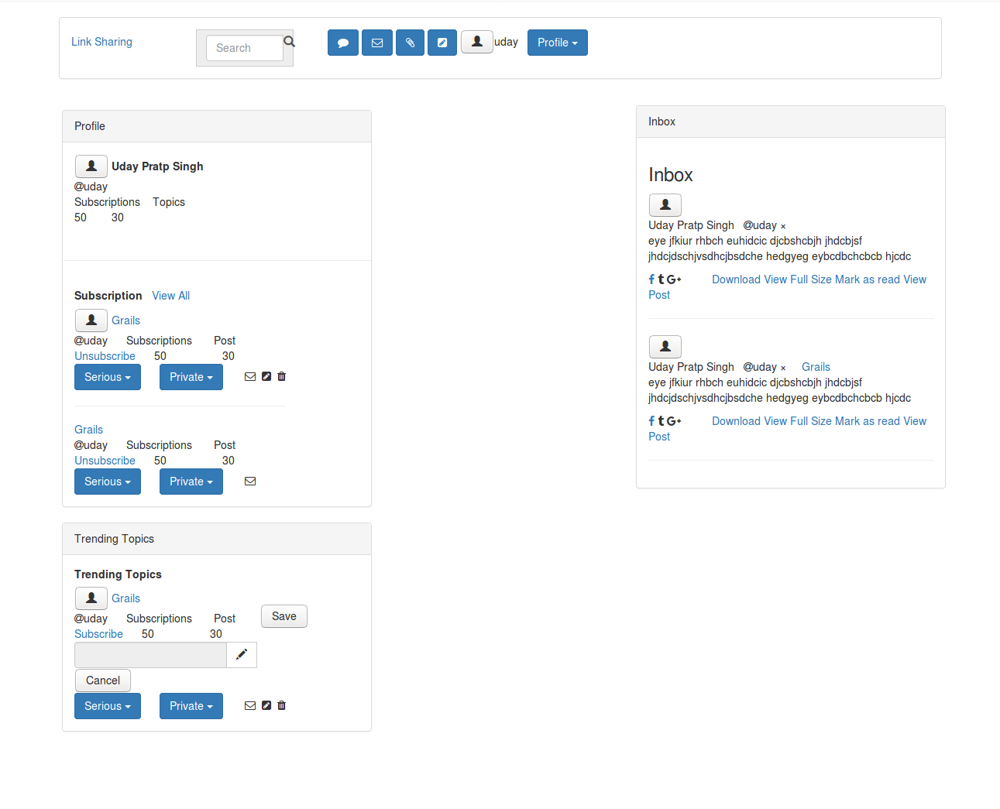 Link Sharing
Search
uday
Profile
Profile
Uday Pratp Singh
@uday
Subscriptions Topics
50 30
Subscription View All
Grails
@uday Subscriptions Post
Unsubscribe 50 30
Serious Private
Grails
@uday Subscriptions Post
Unsubscribe 50 30
Serious Private
Trending Topics
Trending Topics
Grails
@uday Subscriptions Post Save
Subscribe 50 30
Cancel
Serious Private
Inbox
Inbox
Uday Pratp Singh @uday ×
eye jfkiur rhbch euhidcic djcbshcbjh jhdcbjsf
jhdcjdschjvsdhcjbsdche hedgyeg eybcdbchcbcb hjcdc
Download View Full Size Mark as read View
Post
Uday Pratp Singh @uday × Grails
eye jfkiur rhbch euhidcic djcbshcbjh jhdcbjsf
jhdcjdschjvsdhcjbsdche hedgyeg eybcdbchcbcb hjcdc
Download View Full Size Mark as read View
Post